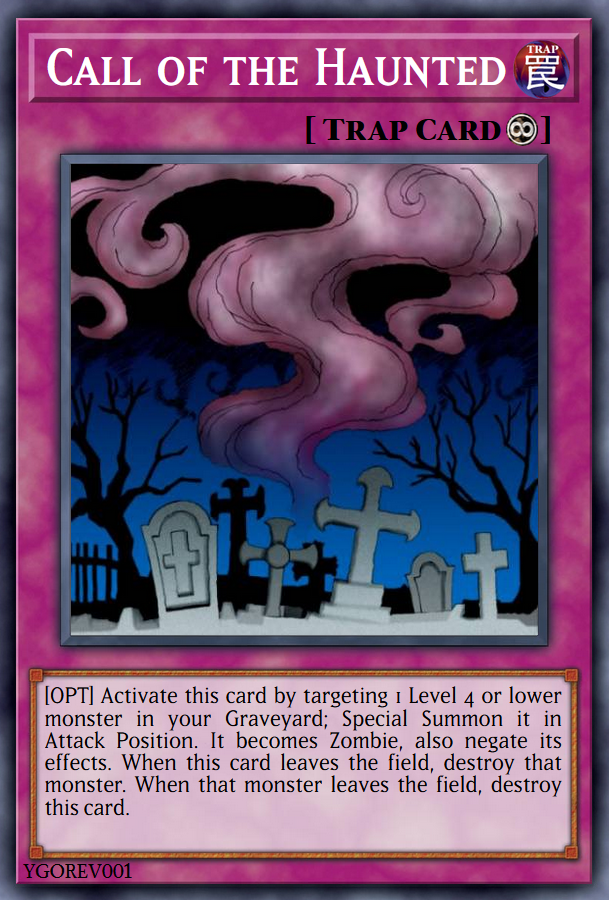 Call of the Haunted
TRAP
罠
[ Trap Card ]
[OPT] Activate this card by targeting 1 Level 4 or lower
monster in your Graveyard; Special Summon it in
Attack Position. It becomes Zombie, also negate its
effects. When this card leaves the field, destroy that
monster. When that monster leaves the field, destroy
this card.
YGOREV001